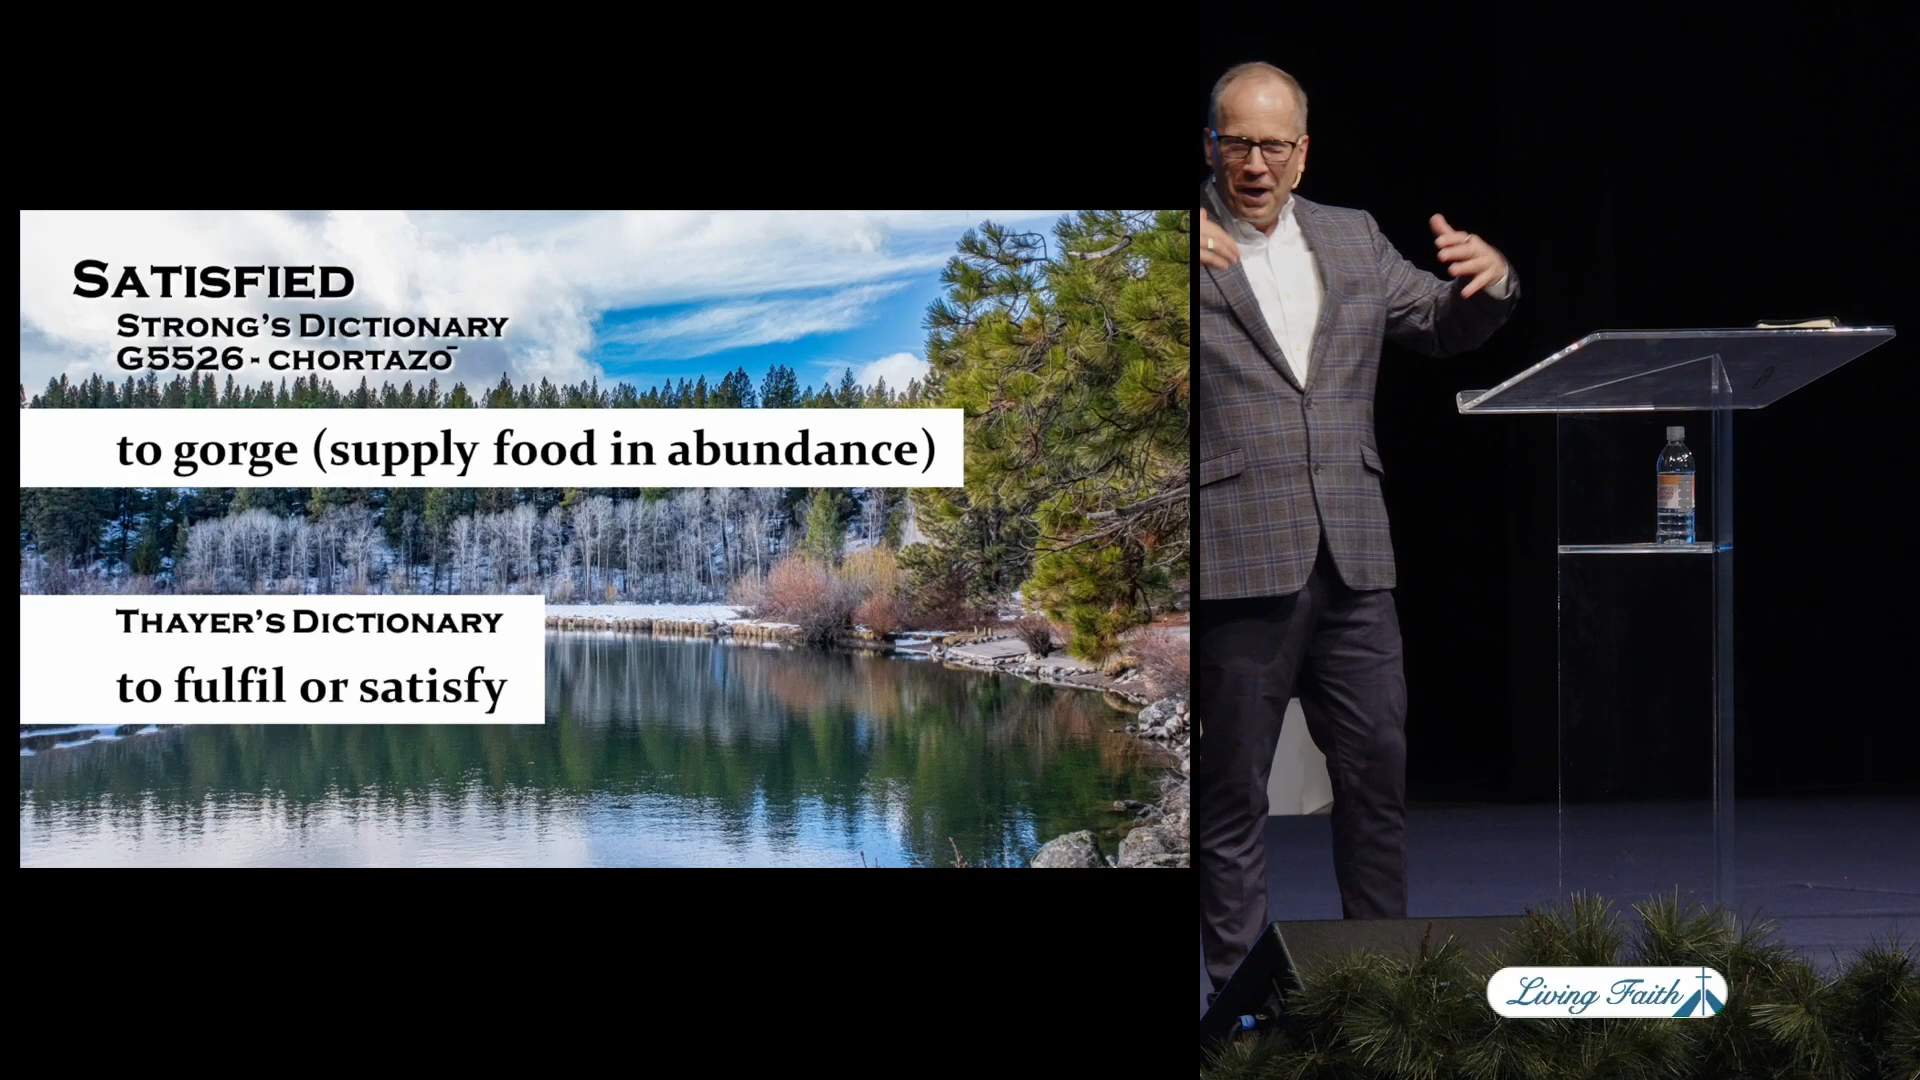 SATISFIED
STRONG'S DICTIONARY
G5526 - CHORTAZŌ
to gorge (supply food in abundance)
THAYER'S DICTIONARY
to fulfil or satisfy
Living Faith